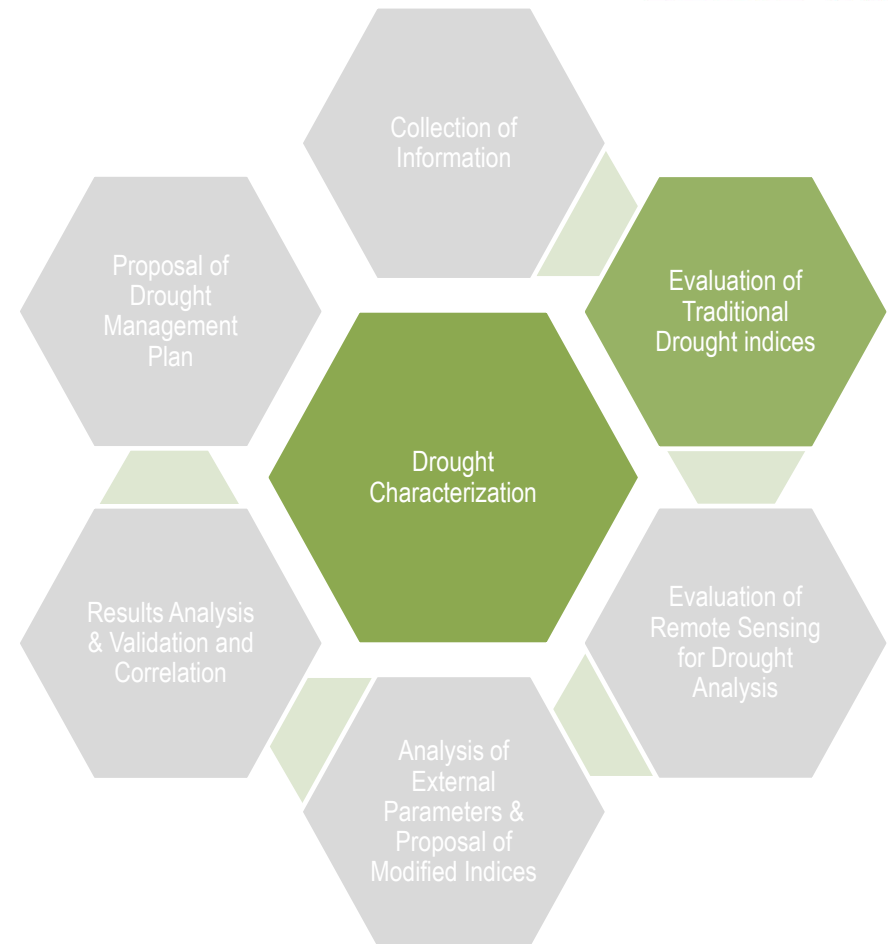 Collection of
Information
Evaluation of
Traditional
Drought indices
Evaluation of
Remote Sensing
for Drought
Analysis
Analysis of
External
Parameters &
Proposal of
Modified Indices
Results Analysis
& Validation and
Correlation
Proposal of
Drought
Management
Plan
Drought
Characterization